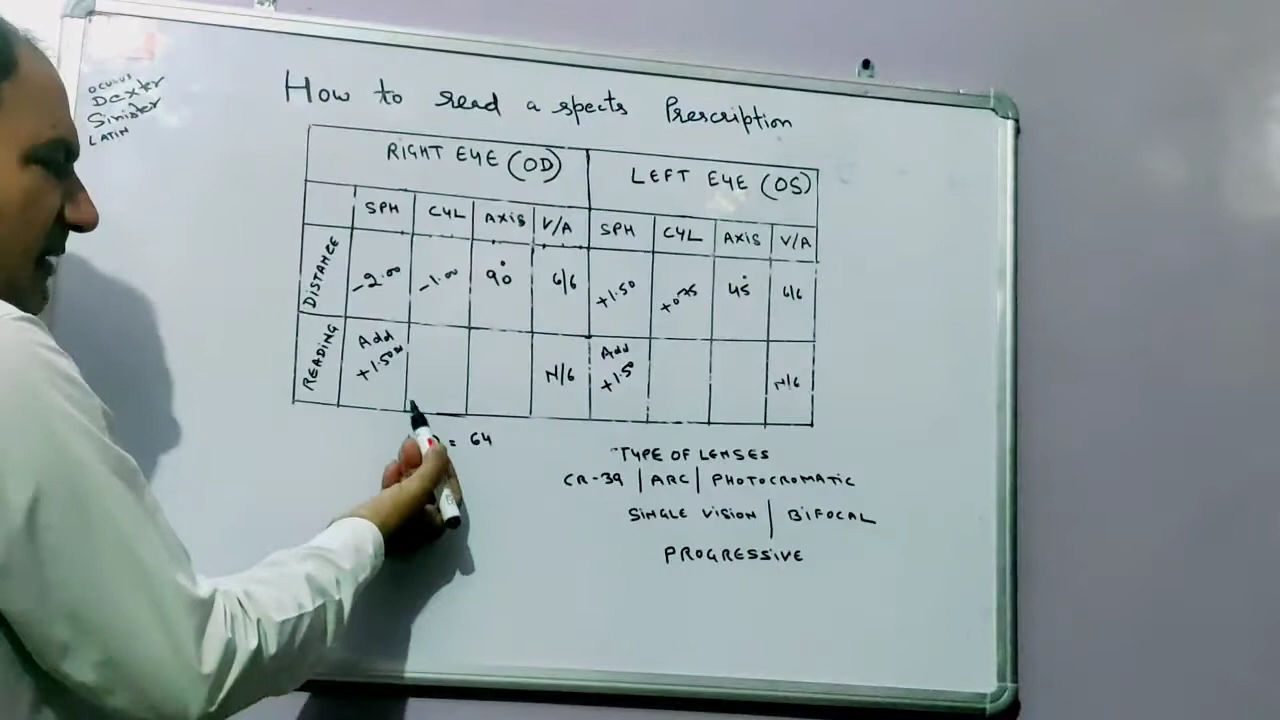 OCULUS
Dexter
Sinister
LATIN
How to read a spects Prescription
RIGHT EYE (OD) LEFT EYE (OS)
SPH CYL AXIS V/A SPH CYL AXIS V/A
DISTANCE -2.00 -1.00 90° 6/6 +1.50 +0.75 45° 6/6
READING Add +1.50 N/6 Add +1.5 N/6
= 64
TYPE OF LENSES
CR-39 | ARC | PHOTOCROMATIC
SINGLE VISION | BIFOCAL
PROGRESSIVE